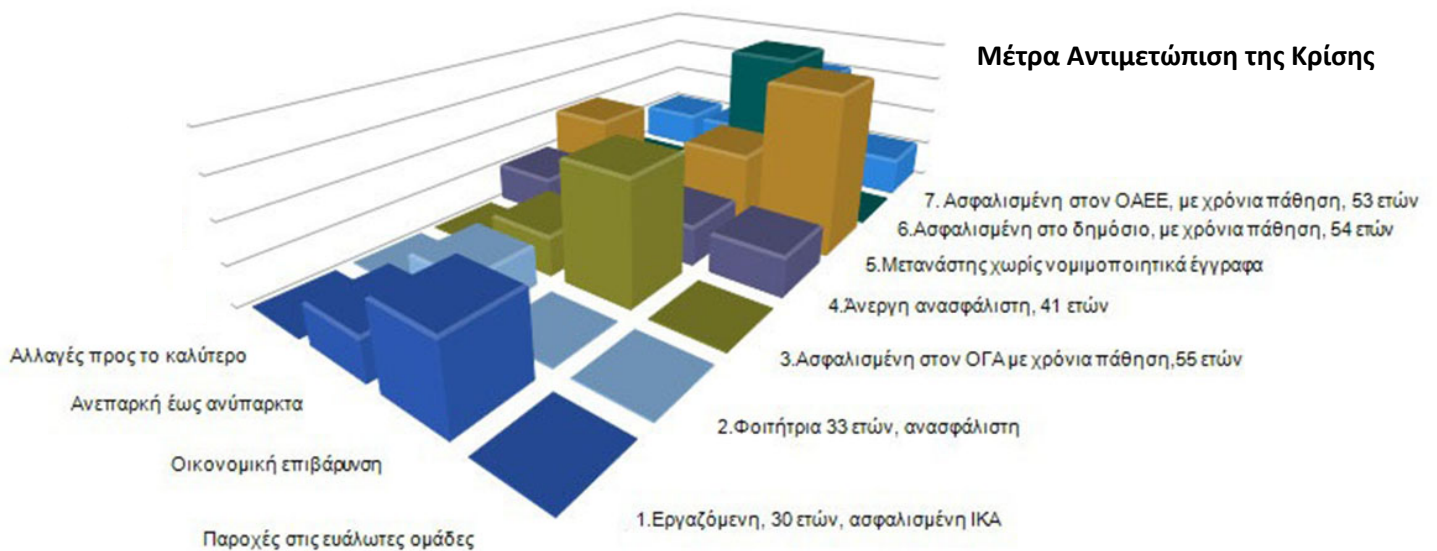 Μέτρα Αντιμετώπιση της Κρίσης
7. Ασφαλισμένη στον ΟΑΕΕ, με χρόνια πάθηση, 53 ετών
6.Ασφαλισμένη στο δημόσιο, με χρόνια πάθηση, 54 ετών
5.Μετανάστης χωρίς νομιμοποιητικά έγγραφα
4.Άνεργη ανασφάλιστη, 41 ετών
3.Ασφαλισμένη στον ΟΓΑ με χρόνια πάθηση,55 ετών
2.Φοιτήτρια 33 ετών, ανασφάλιστη
1.Εργαζόμενη, 30 ετών, ασφαλισμένη ΙΚΑ
Αλλαγές προς το καλύτερο
Ανεπαρκή έως ανύπαρκτα
Οικονομική επιβάρυνση
Παροχές στις ευάλωτες ομάδες